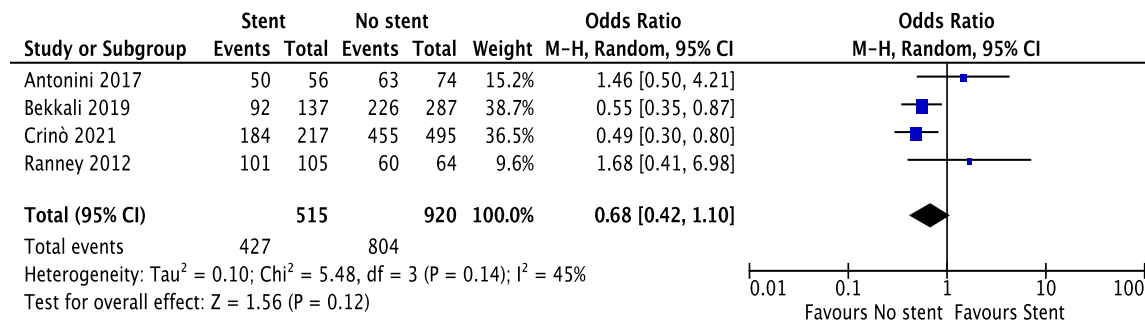 Stent No stent Odds Ratio Odds Ratio
Study or Subgroup Events Total Events Total Weight M-H, Random, 95% CI M-H, Random, 95% CI
Antonini 2017 50 56 63 74 15.2% 1.46 [0.50, 4.21]
Bekkali 2019 92 137 226 287 38.7% 0.55 [0.35, 0.87]
Crinò 2021 184 217 455 495 36.5% 0.49 [0.30, 0.80]
Ranney 2012 101 105 60 64 9.6% 1.68 [0.41, 6.98]
Total (95% CI) 515 920 100.0% 0.68 [0.42, 1.10]
Total events 427 804
Heterogeneity: Tau² = 0.10; Chi² = 5.48, df = 3 (P = 0.14); I² = 45%
Test for overall effect: Z = 1.56 (P = 0.12)
0.01 0.1 1 10 100
Favours No stent Favours Stent